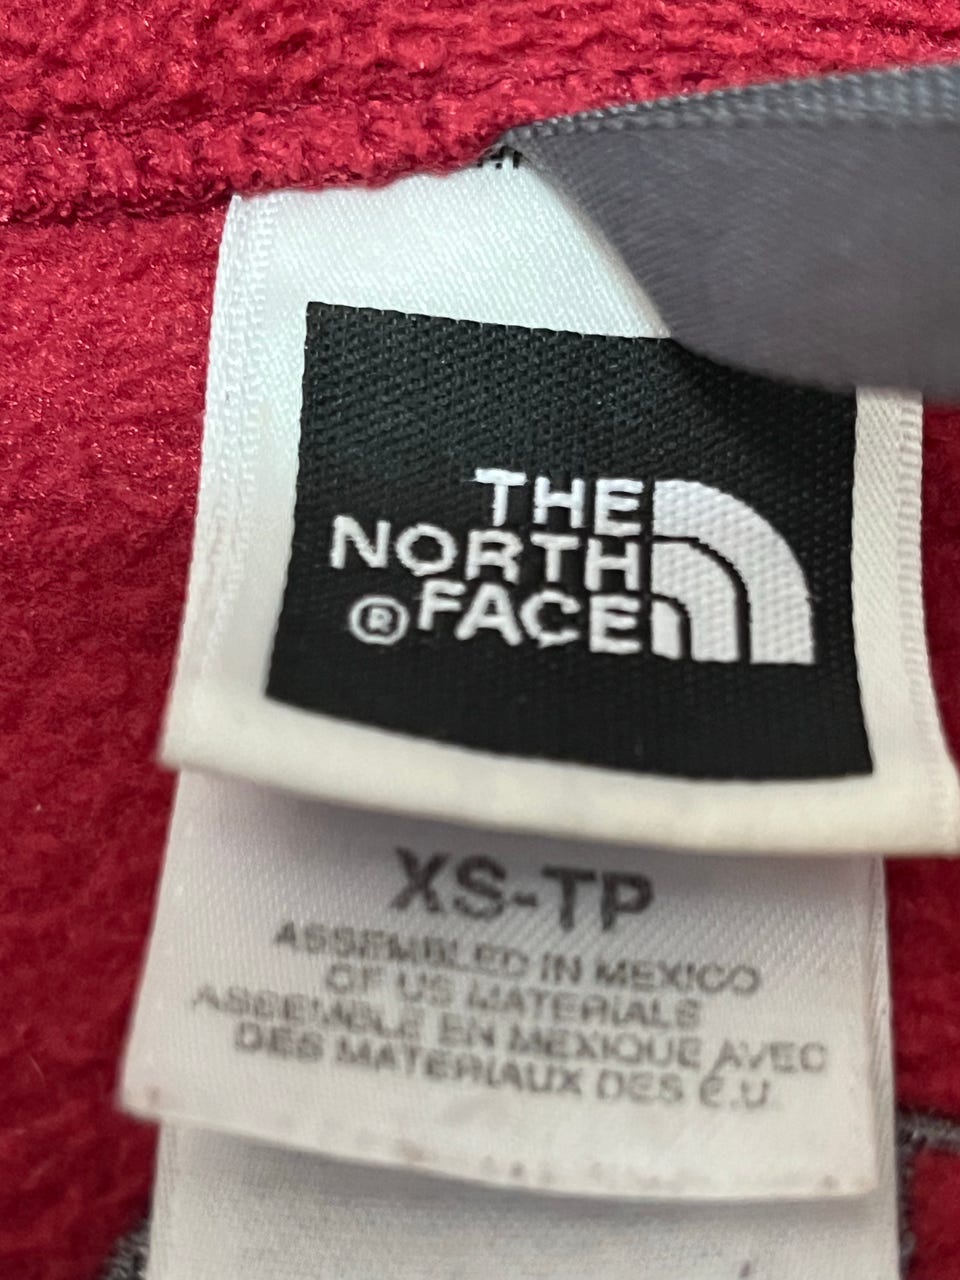 THE
NORTH
® FACE
XS-TP
ASSEMBLED IN MEXICO
OF US MATERIALS
ASSEMBLE EN MEXIQUE AVEC
DES MATERIAUX DES E.U.